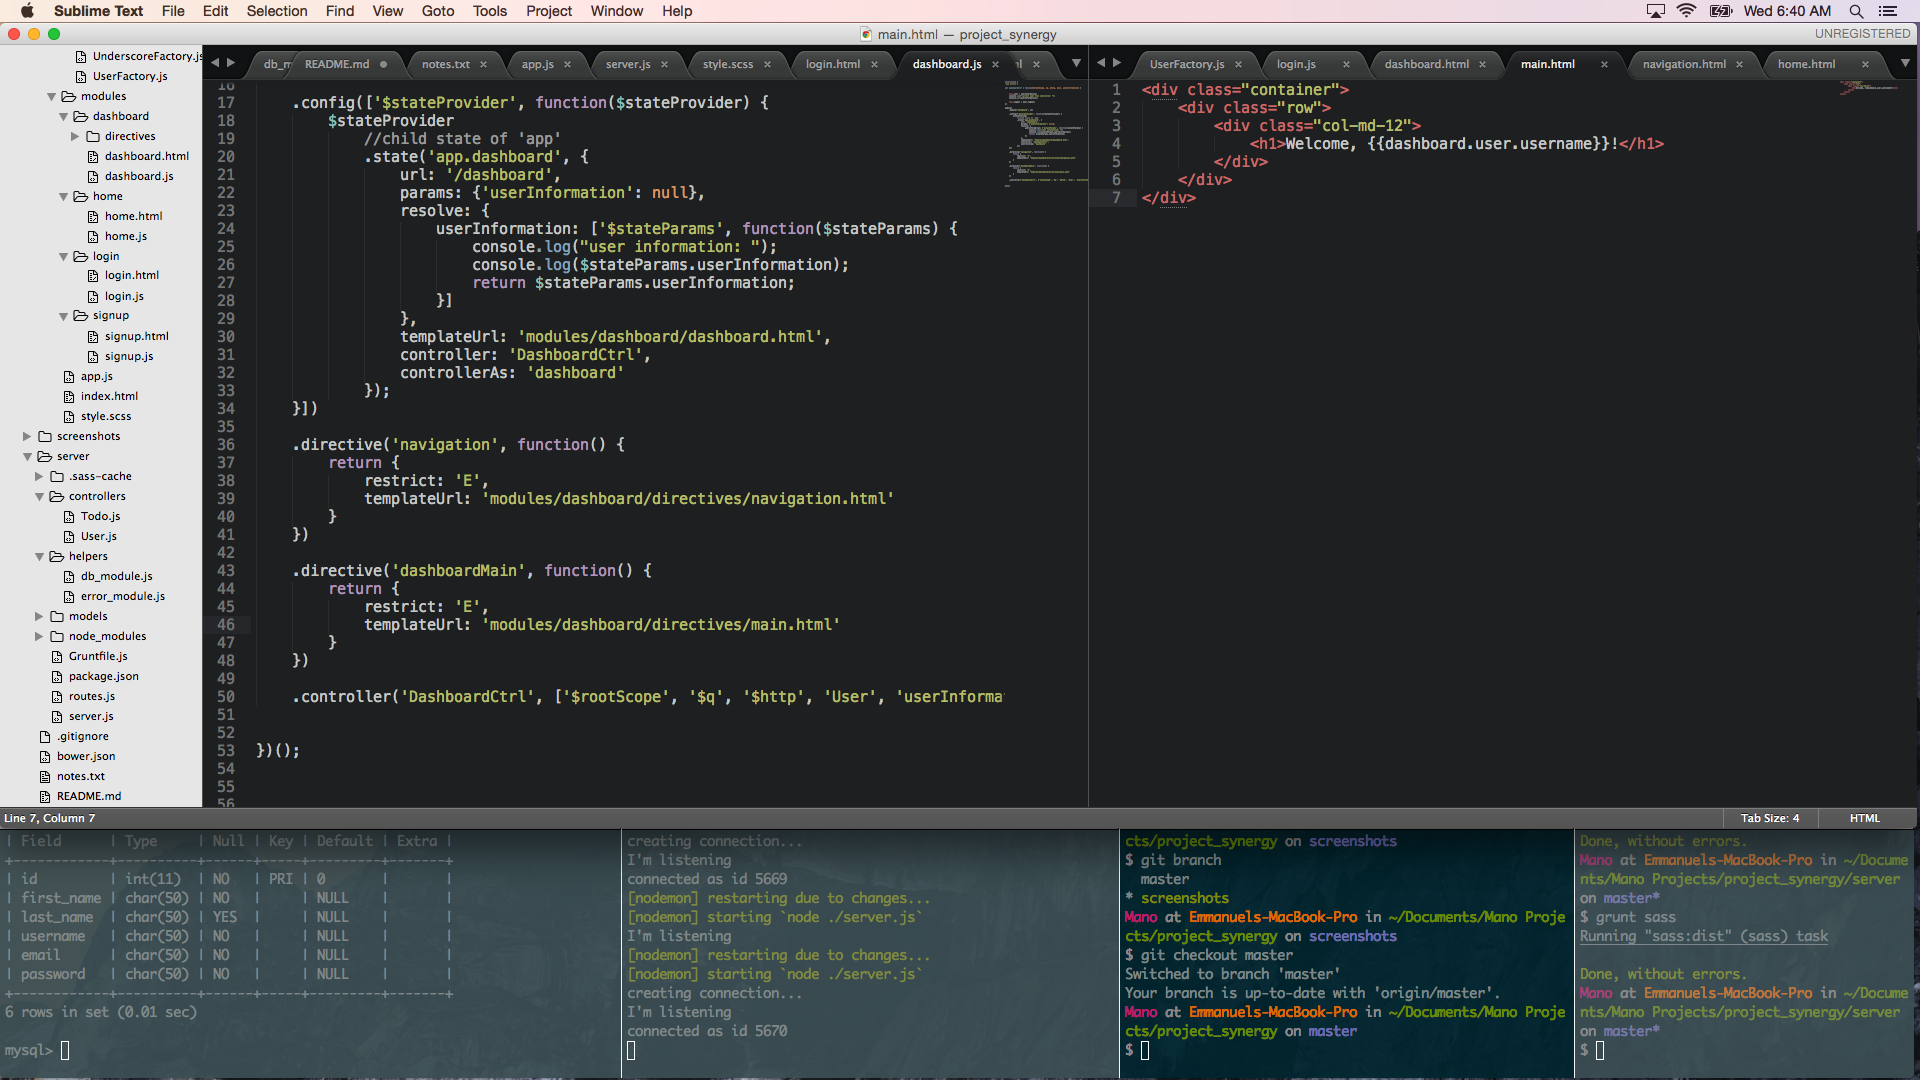 Sublime Text File Edit Selection Find View Goto Tools Project Window Help Wed 6:40 AM
main.html — project_synergy UNREGISTERED
UnderscoreFactory.js
UserFactory.js
modules
dashboard
directives
dashboard.html
dashboard.js
home
home.html
home.js
login
login.html
login.js
signup
signup.html
signup.js
app.js
index.html
style.scss
screenshots
server
.sass-cache
controllers
Todo.js
User.js
helpers
db_module.js
error_module.js
models
node_modules
Gruntfile.js
package.json
routes.js
server.js
.gitignore
bower.json
notes.txt
README.md
db_m README.md notes.txt app.js server.js style.scss login.html dashboard.js
16
17 .config(['$stateProvider', function($stateProvider) {
18 $stateProvider
19 //child state of 'app'
20 .state('app.dashboard', {
21 url: '/dashboard',
22 params: {'userInformation': null},
23 resolve: {
24 userInformation: ['$stateParams', function($stateParams) {
25 console.log("user information: ");
26 console.log($stateParams.userInformation);
27 return $stateParams.userInformation;
28 }]
29 },
30 templateUrl: 'modules/dashboard/dashboard.html',
31 controller: 'DashboardCtrl',
32 controllerAs: 'dashboard'
33 });
34 }])
35
36 .directive('navigation', function() {
37 return {
38 restrict: 'E',
39 templateUrl: 'modules/dashboard/directives/navigation.html'
40 }
41 })
42
43 .directive('dashboardMain', function() {
44 return {
45 restrict: 'E',
46 templateUrl: 'modules/dashboard/directives/main.html'
47 }
48 })
49
50 .controller('DashboardCtrl', ['$rootScope', '$q', '$http', 'User', 'userInforma
51
52
53 })();
54
55
56
UserFactory.js login.js dashboard.html main.html navigation.html home.html
1 <div class="container">
2 <div class="row">
3 <div class="col-md-12">
4 <h1>Welcome, {{dashboard.user.username}}!</h1>
5 </div>
6 </div>
7 </div>
Line 7, Column 7 Tab Size: 4 HTML
| Field | Type | Null | Key | Default | Extra |
+------------+----------+------+-----+---------+-------+
| id | int(11) | NO | PRI | 0 | |
| first_name | char(50) | NO | | NULL | |
| last_name | char(50) | YES | | NULL | |
| username | char(50) | NO | | NULL | |
| email | char(50) | NO | | NULL | |
| password | char(50) | NO | | NULL | |
+------------+----------+------+-----+---------+-------+
6 rows in set (0.01 sec)
mysql>
creating connection...
I'm listening
connected as id 5669
[nodemon] restarting due to changes...
[nodemon] starting `node ./server.js`
I'm listening
[nodemon] restarting due to changes...
[nodemon] starting `node ./server.js`
creating connection...
I'm listening
connected as id 5670
cts/project_synergy on screenshots
$ git branch
master
* screenshots
Mano at Emmanuels-MacBook-Pro in ~/Documents/Mano Proje
cts/project_synergy on screenshots
$ git checkout master
Switched to branch 'master'
Your branch is up-to-date with 'origin/master'.
Mano at Emmanuels-MacBook-Pro in ~/Documents/Mano Proje
cts/project_synergy on master
$
Done, without errors.
Mano at Emmanuels-MacBook-Pro in ~/Docume
nts/Mano Projects/project_synergy/server
on master*
$ grunt sass
Running "sass:dist" (sass) task
Done, without errors.
Mano at Emmanuels-MacBook-Pro in ~/Docume
nts/Mano Projects/project_synergy/server
on master*
$